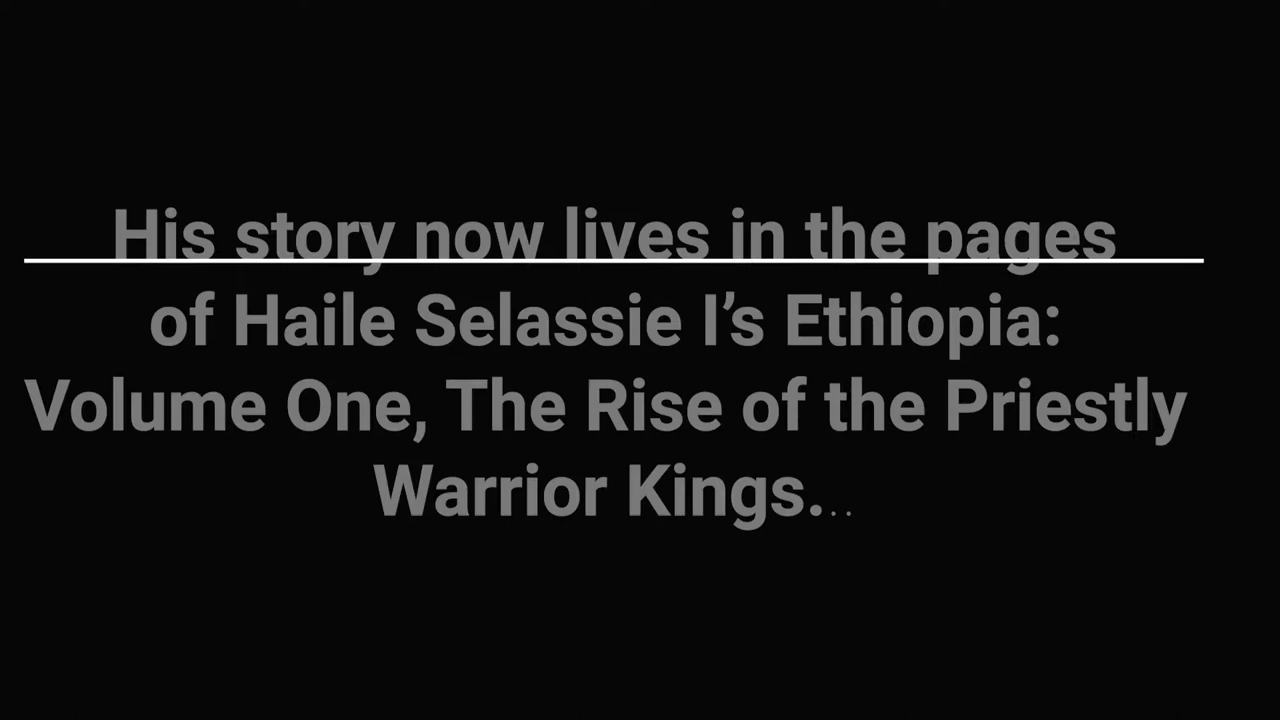 His story now lives in the pages
of Haile Selassie I’s Ethiopia:
Volume One, The Rise of the Priestly
Warrior Kings...